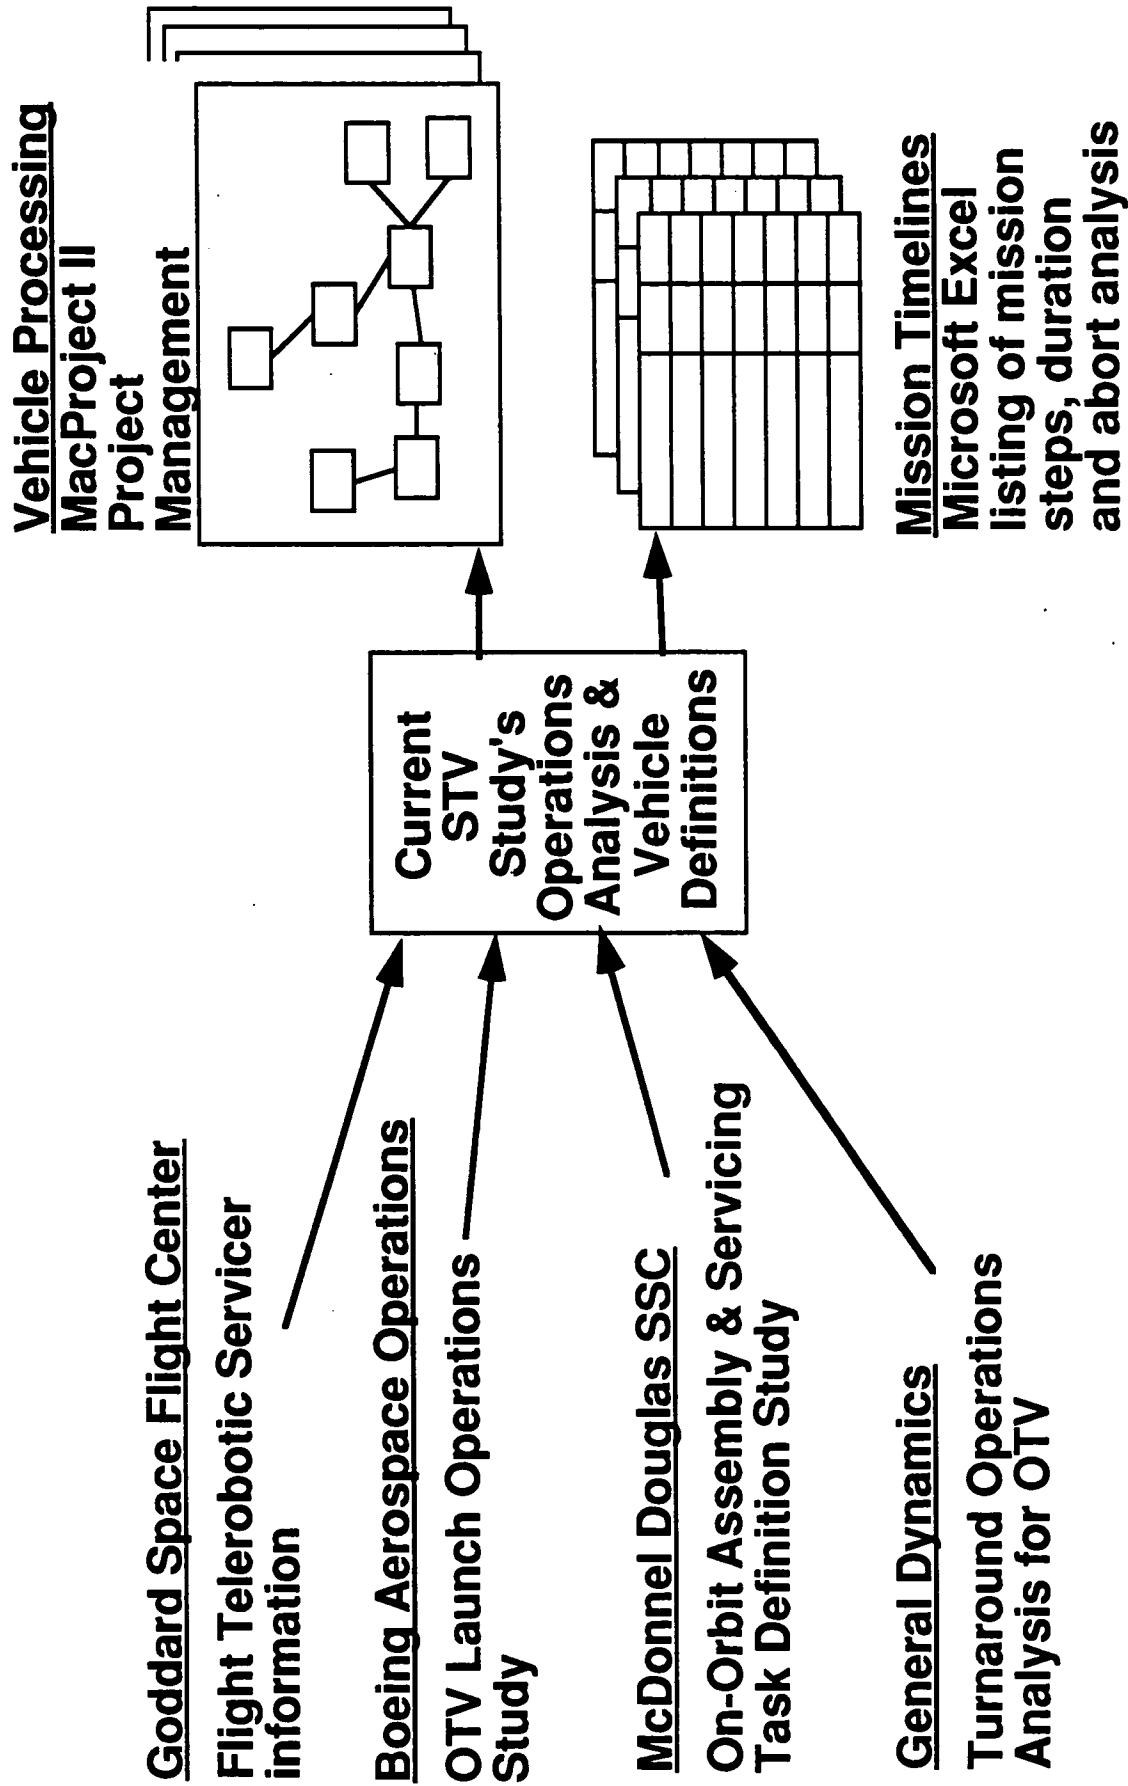 Goddard Space Flight Center
Flight Telerobotic Servicer
information
Boeing Aerospace Operations
OTV Launch Operations
Study
McDonnel Douglas SSC
On-Orbit Assembly & Servicing
Task Definition Study
General Dynamics
Turnaround Operations
Analysis for OTV
Current
STV
Study's
Operations
Analysis &
Vehicle
Definitions
Vehicle Processing
MacProject II
Project
Management
Mission Timelines
Microsoft Excel
listing of mission
steps, duration
and abort analysis